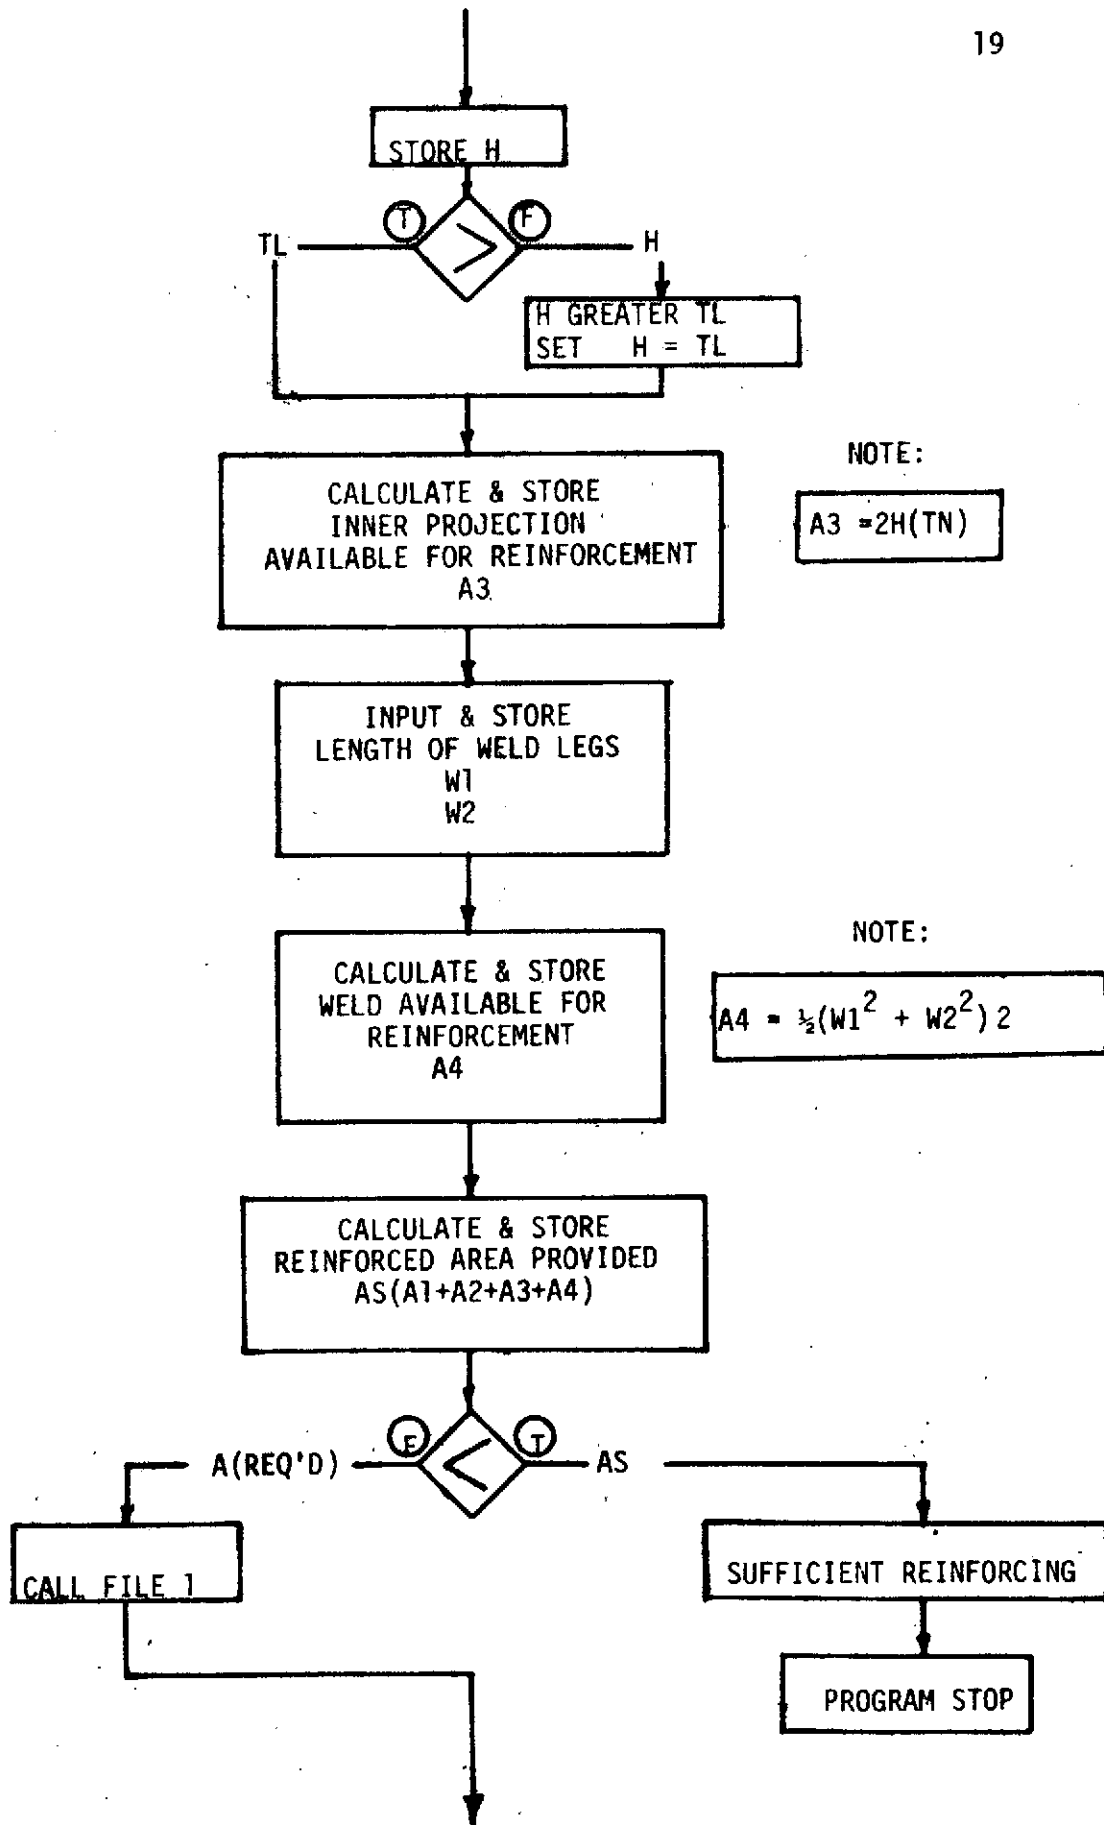 19
STORE H
T
F
TL
>
H
H GREATER TL
SET H = TL
CALCULATE & STORE
INNER PROJECTION
AVAILABLE FOR REINFORCEMENT
A3
NOTE:
A3 =2H(TN)
INPUT & STORE
LENGTH OF WELD LEGS
W1
W2
CALCULATE & STORE
WELD AVAILABLE FOR
REINFORCEMENT
A4
NOTE:
A4 = ½(W1² + W2²)2
CALCULATE & STORE
REINFORCED AREA PROVIDED
AS(A1+A2+A3+A4)
F
T
A(REQ'D)
<
AS
CALL FILE 1
SUFFICIENT REINFORCING
PROGRAM STOP